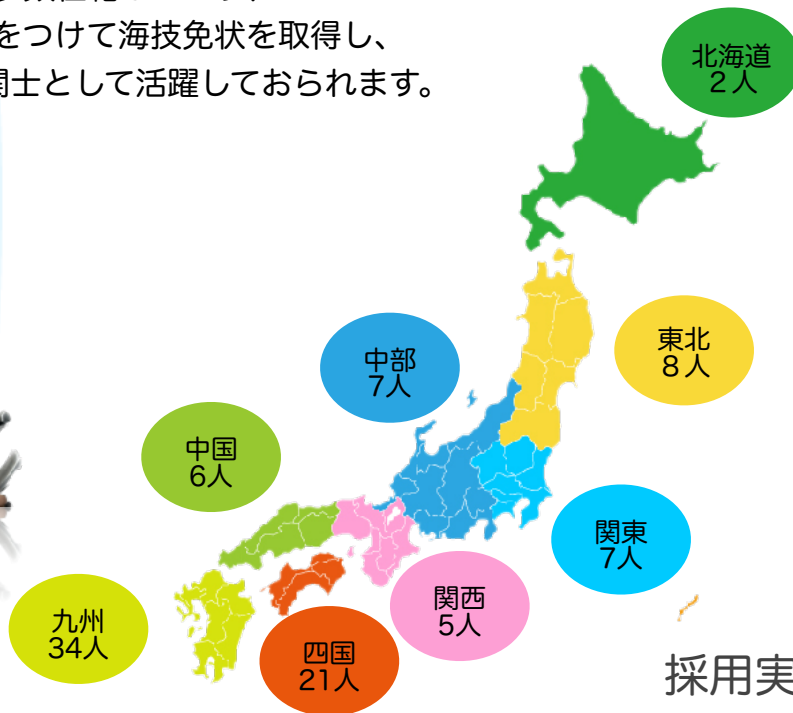 をつけて海技免状を取得し、
士として活躍しておられます。
北海道
2人
東北
8人
中部
7人
中国
6人
関東
7人
関西
5人
九州
34人
四国
21人
採用実